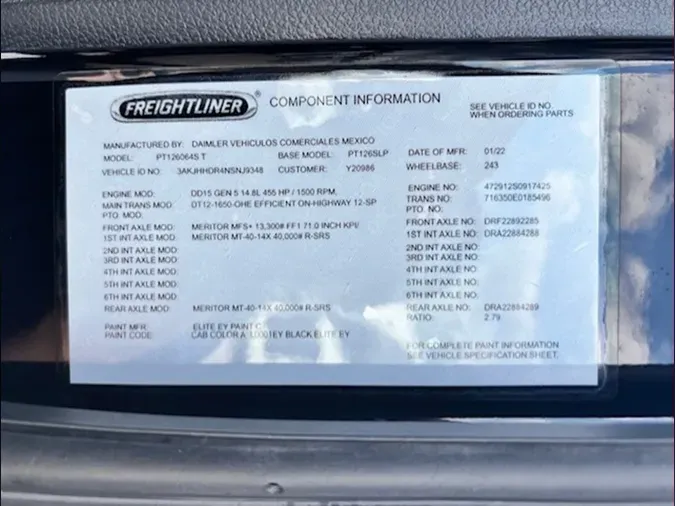 FREIGHTLINER® COMPONENT INFORMATION
SEE VEHICLE ID NO.
WHEN ORDERING PARTS
MANUFACTURED BY: DAIMLER VEHICULOS COMERCIALES MEXICO DATE OF MFR: 01/22
MODEL: PT126064S T BASE MODEL: PT126SLP WHEELBASE: 243
VEHICLE ID NO: 3AKJHHDR4NSNJ9348 CUSTOMER: Y20986
ENGINE MOD: DD15 GEN 5 14.8L 455 HP / 1500 RPM, ENGINE NO: 472912S0917425
MAIN TRANS MOD: DT12-1650-OHE EFFICIENT ON-HIGHWAY 12-SP TRANS NO: 716350E0185496
PTO. MOD: PTO. NO:
FRONT AXLE MOD: MERITOR MFS+ 13,300# FF1 71.0 INCH KPI/ FRONT AXLE NO: DRF22892285
1ST INT AXLE MOD: MERITOR MT-40-14X 40,000# R-SRS 1ST INT AXLE NO: DRA22884288
2ND INT AXLE MOD: 2ND INT AXLE NO:
3RD INT AXLE MOD: 3RD INT AXLE NO:
4TH INT AXLE MOD: 4TH INT AXLE NO:
5TH INT AXLE MOD: 5TH INT AXLE NO:
6TH INT AXLE MOD: 6TH INT AXLE NO:
REAR AXLE MOD: MERITOR MT-40-14X 40,000# R-SRS REAR AXLE NO: DRA22884289
RATIO: 2.79
PAINT MFR: ELITE EY PAINT
PAINT CODE: CAB COLOR A: BLACK ELITE EY
FOR COMPLETE PAINT INFORMATION
SEE VEHICLE SPECIFICATION SHEET.